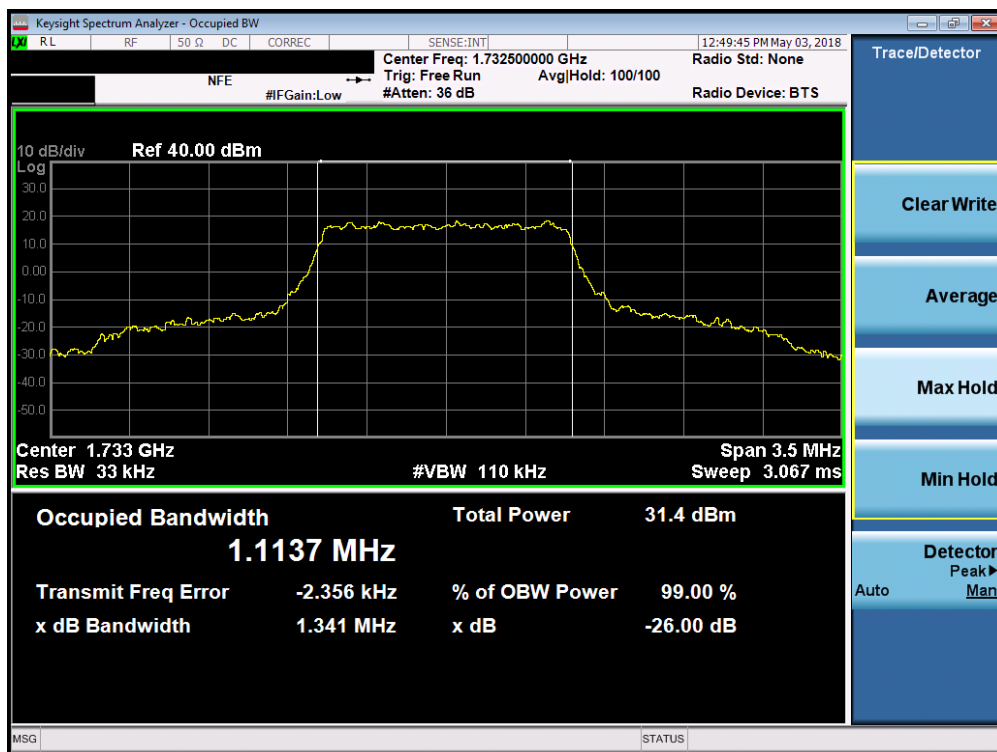 Keysight Spectrum Analyzer - Occupied BW
LXI RL RF 50 Ω DC CORREC SENSE:INT 12:49:45 PM May 03, 2018
Center Freq: 1.732500000 GHz Radio Std: None
NFE Trig: Free Run Avg|Hold: 100/100
#IFGain:Low #Atten: 36 dB Radio Device: BTS
Trace/Detector
10 dB/div Ref 40.00 dBm
Log
30.0
20.0
10.0
0.00
-10.0
-20.0
-30.0
-40.0
-50.0
Center 1.733 GHz Span 3.5 MHz
Res BW 33 kHz #VBW 110 kHz Sweep 3.067 ms
Occupied Bandwidth Total Power 31.4 dBm
1.1137 MHz
Transmit Freq Error -2.356 kHz % of OBW Power 99.00 %
x dB Bandwidth 1.341 MHz x dB -26.00 dB
Clear Write
Average
Max Hold
Min Hold
Detector
Peak▶
Auto Man
MSG STATUS